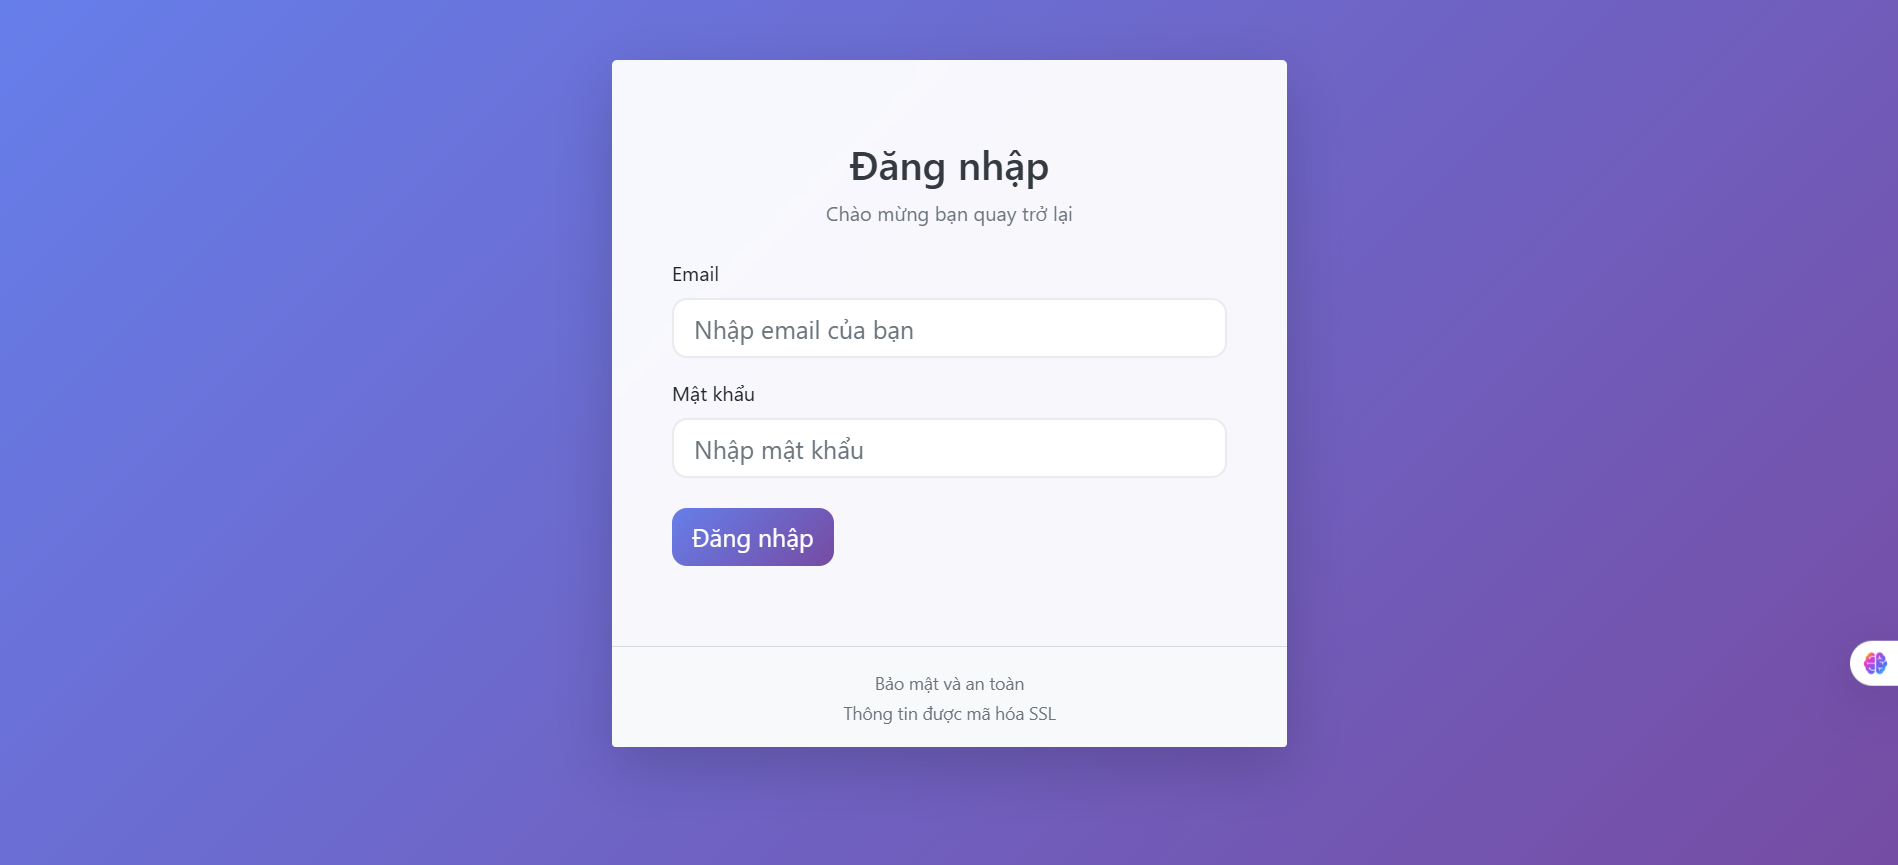 Đăng nhập
Chào mừng bạn quay trở lại
Email
Nhập email của bạn
Mật khẩu
Nhập mật khẩu
Đăng nhập
Bảo mật và an toàn
Thông tin được mã hóa SSL